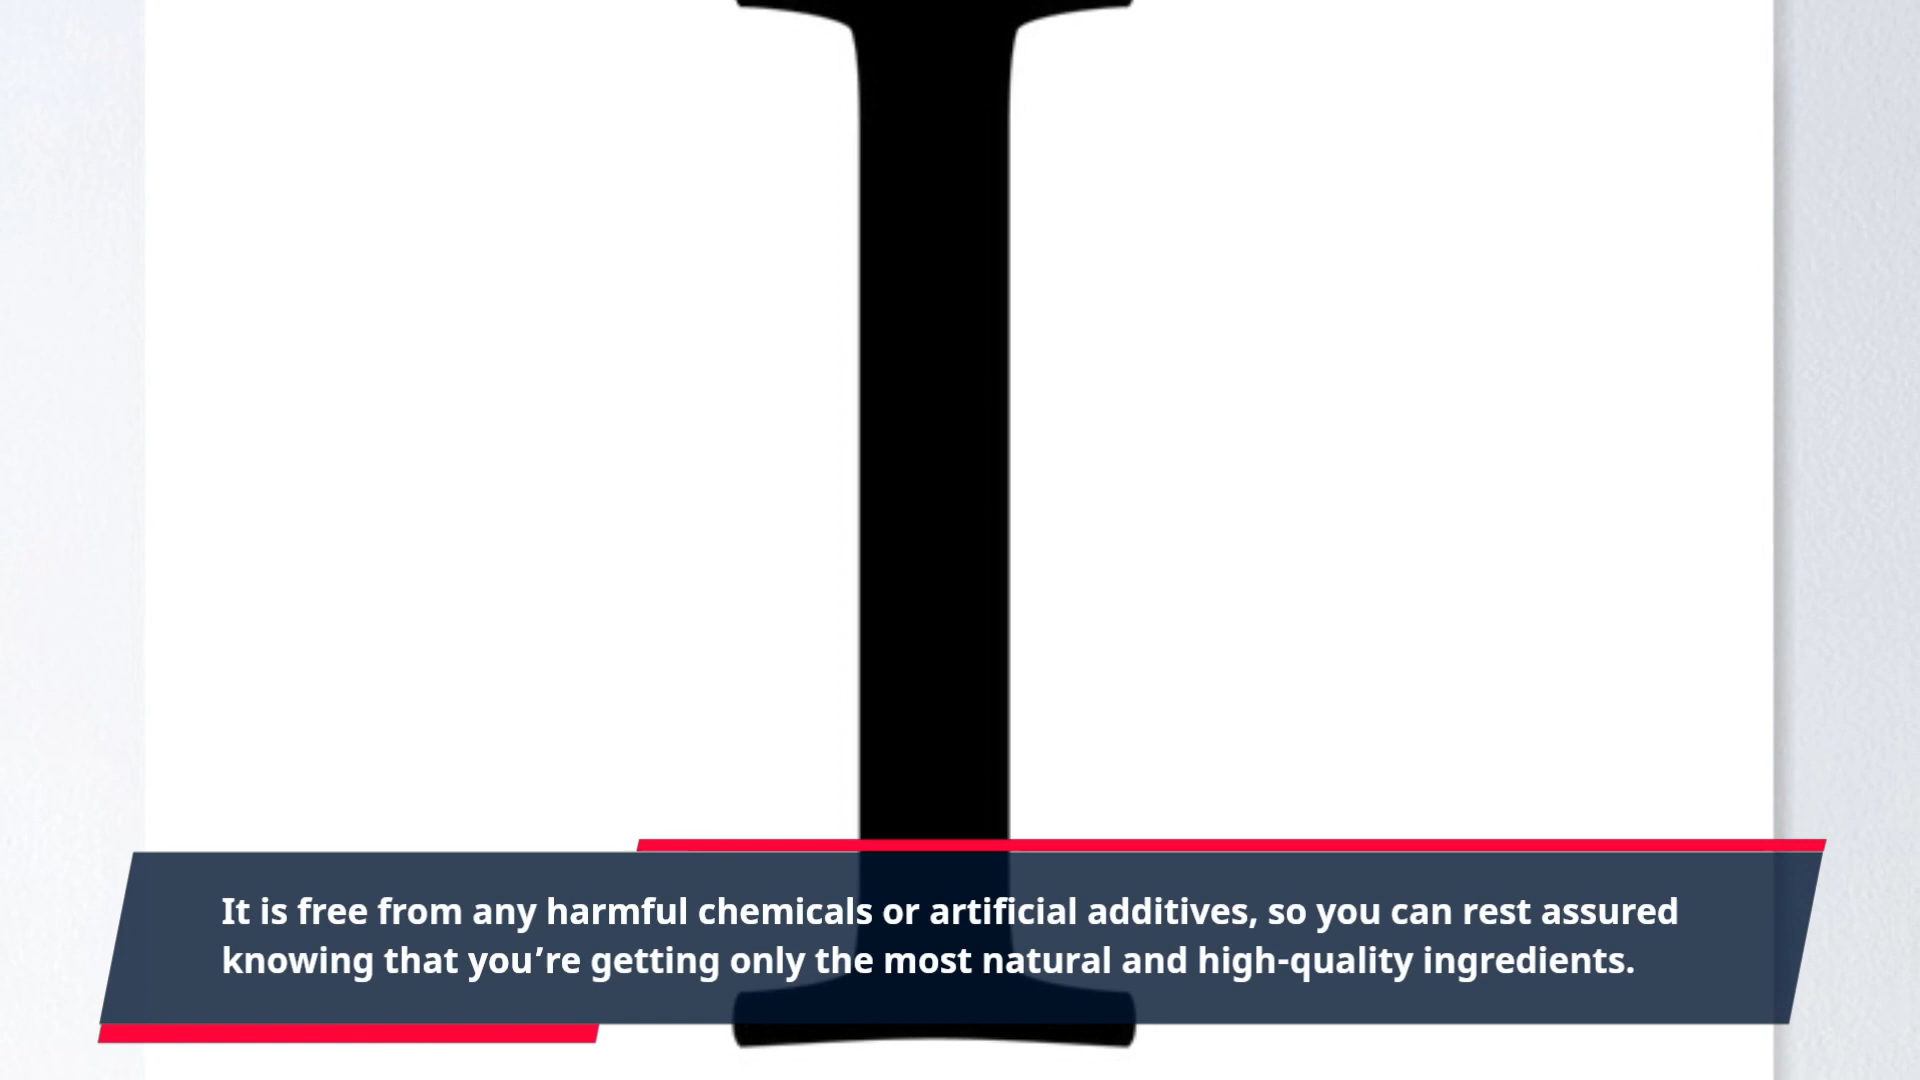 I
It is free from any harmful chemicals or artificial additives, so you can rest assured
knowing that you’re getting only the most natural and high-quality ingredients.